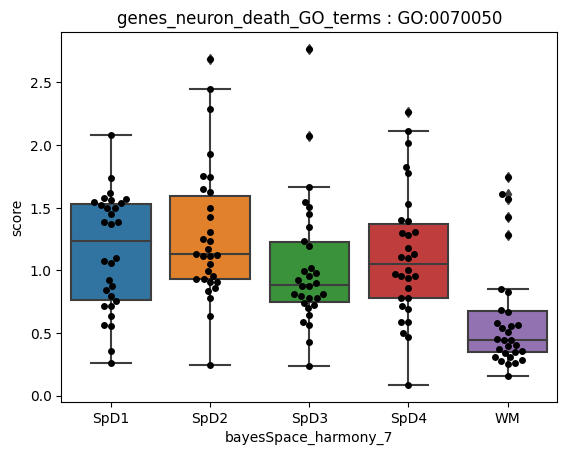 genes_neuron_death_GO_terms : GO:0070050
score
2.5
2.0
1.5
1.0
0.5
0.0
SpD1 SpD2 SpD3 SpD4 WM
bayesSpace_harmony_7